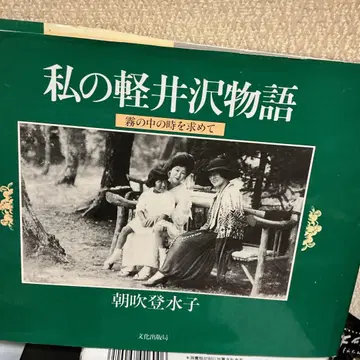 私の軽井沢物語
霧の中の時を求めて
朝吹登水子
文化出版局